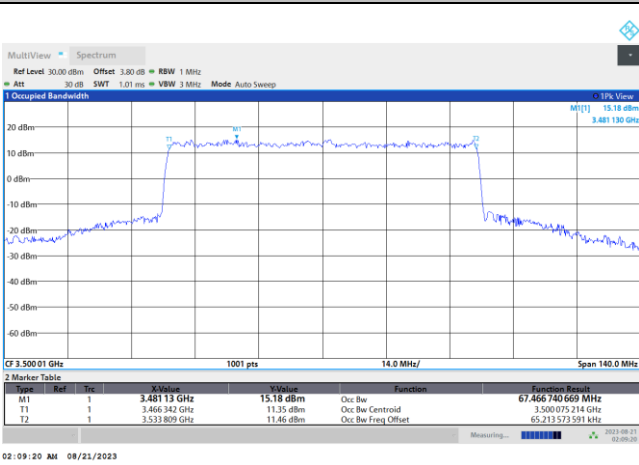 MultiView Spectrum
Ref Level 30.00 dBm Offset 3.80 dB RBW 1 MHz
Att 30 dB SWT 1.01 ms VBW 3 MHz Mode Auto Sweep
1 Occupied Bandwidth 1Pk View
M1[1] 15.18 dBm
3.481 130 GHz
T1 M1 T2
20 dBm
10 dBm
0 dBm
-10 dBm
-20 dBm
-30 dBm
-40 dBm
-50 dBm
-60 dBm
CF 3.500 01 GHz 1001 pts 14.0 MHz/ Span 140.0 MHz
2 Marker Table
Type Ref Trc X-Value Y-Value Function Function Result
M1 1 3.481 13 GHz 15.18 dBm Occ Bw 67.466 740 669 MHz
T1 1 3.466 342 GHz 11.35 dBm Occ Bw Centroid 3.500 075 214 GHz
T2 1 3.533 809 GHz 11.46 dBm Occ Bw Freq Offset 65.213 573 591 kHz
Measuring... 2023-08-21
02:09:20
02:09:20 AM 08/21/2023